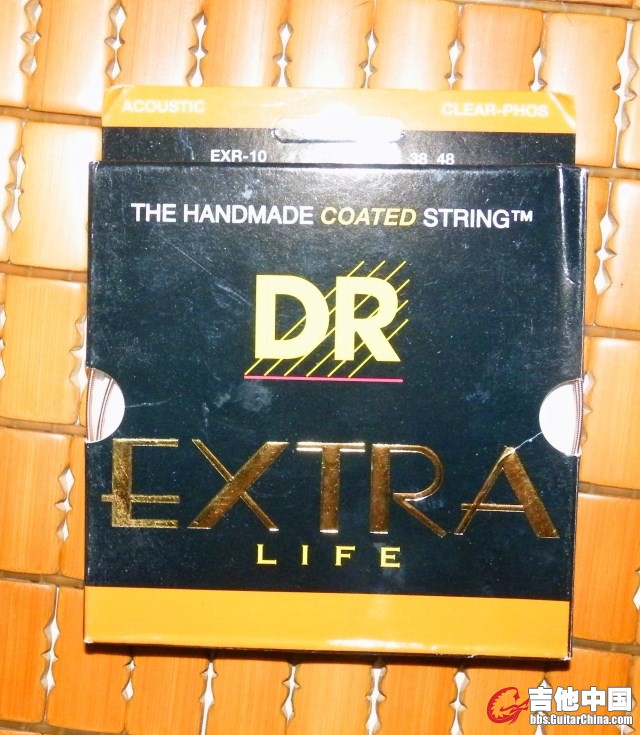 ACOUSTIC CLEAR-PHOS
EXR-10 38 48
THE HANDMADE COATED STRING™
DR
EXTRA
LIFE
吉他中国
bbs.GuitarChina.com